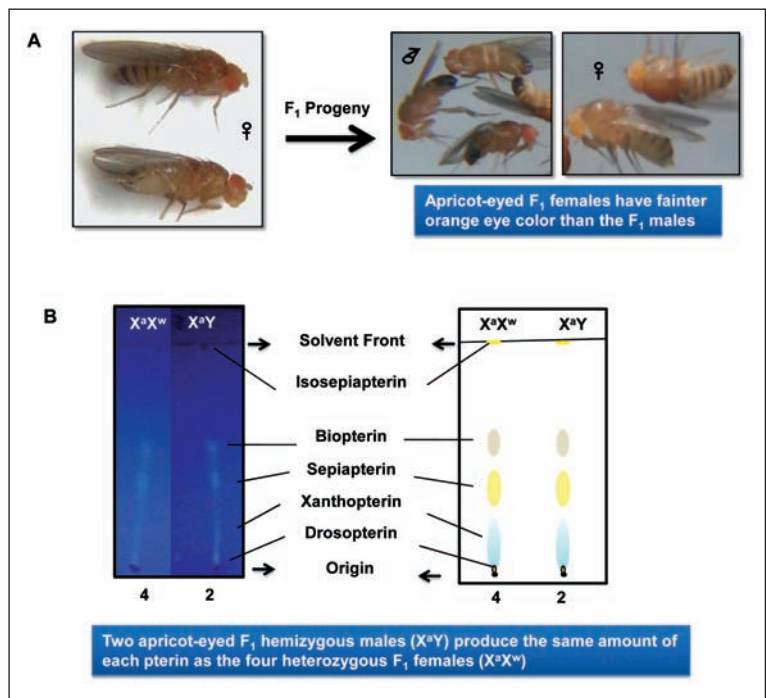 A
♀
F₁ Progeny
♂
♀
Apricot-eyed F₁ females have fainter
orange eye color than the F₁ males
B
XᵃXʷ XᵃY
XᵃXʷ XᵃY
Solvent Front
Isosepiapterin
Biopterin
Sepiapterin
Xanthopterin
Drosopterin
Origin
4 2
4 2
Two apricot-eyed F₁ hemizygous males (XᵃY) produce the same amount of
each pterin as the four heterozygous F₁ females (XᵃXʷ)